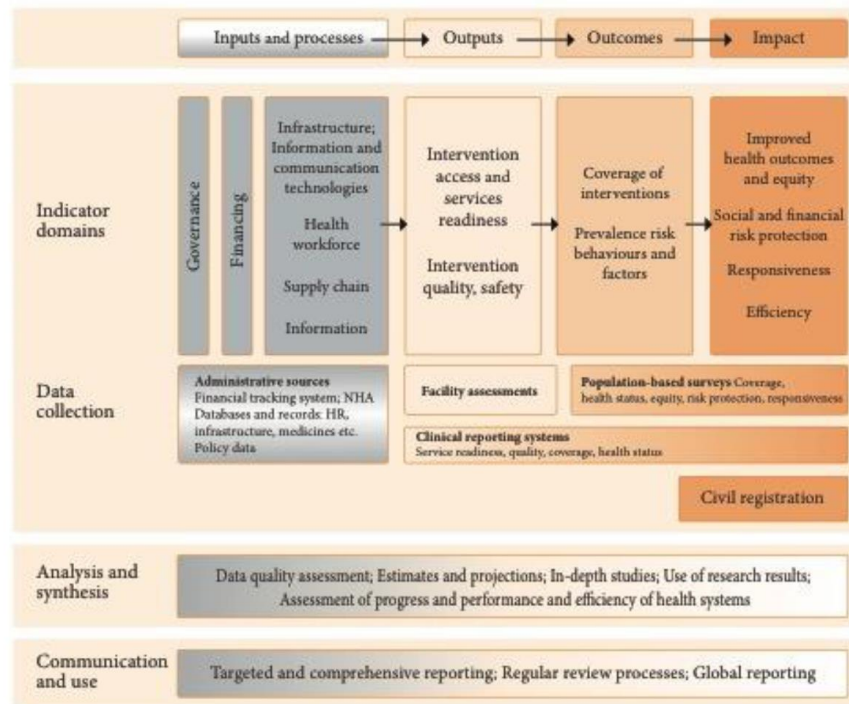 Inputs and processes
Outputs
Outcomes
Impact
Indicator
domains
Governance
Financing
Infrastructure;
Information and
communication
technologies
Health
workforce
Supply chain
Information
Intervention
access and
services
readiness
Intervention
quality, safety
Coverage of
interventions
Prevalence risk
behaviours and
factors
Improved
health outcomes
and equity
Social and financial
risk protection
Responsiveness
Efficiency
Data
collection
Administrative sources
Financial tracking system; NHA
Databases and records: HR,
infrastructure, medicines etc.
Policy data
Facility assessments
Population-based surveys Coverage,
health status, equity, risk protection, responsiveness
Clinical reporting systems
Service readiness, quality, coverage, health status
Civil registration
Analysis and
synthesis
Data quality assessment; Estimates and projections; In-depth studies; Use of research results;
Assessment of progress and performance and efficiency of health systems
Communication
and use
Targeted and comprehensive reporting; Regular review processes; Global reporting